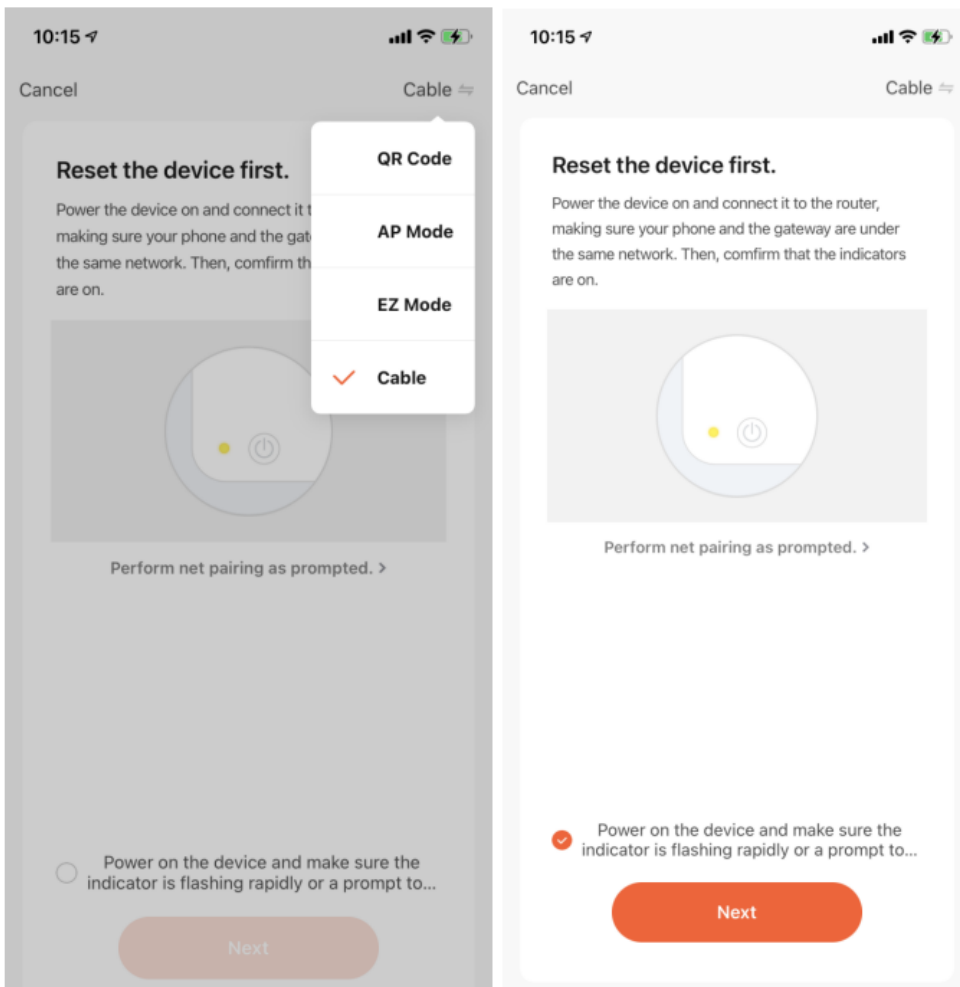 10:15
Cancel
Cable
QR Code
AP Mode
EZ Mode
Cable
Reset the device first.
Power the device on and connect it t
making sure your phone and the gat
the same network. Then, comfirm th
are on.
Perform net pairing as prompted. >
Power on the device and make sure the
indicator is flashing rapidly or a prompt to...
Next
10:15
Cancel
Cable
Reset the device first.
Power the device on and connect it to the router,
making sure your phone and the gateway are under
the same network. Then, comfirm that the indicators
are on.
Perform net pairing as prompted. >
Power on the device and make sure the
indicator is flashing rapidly or a prompt to...
Next